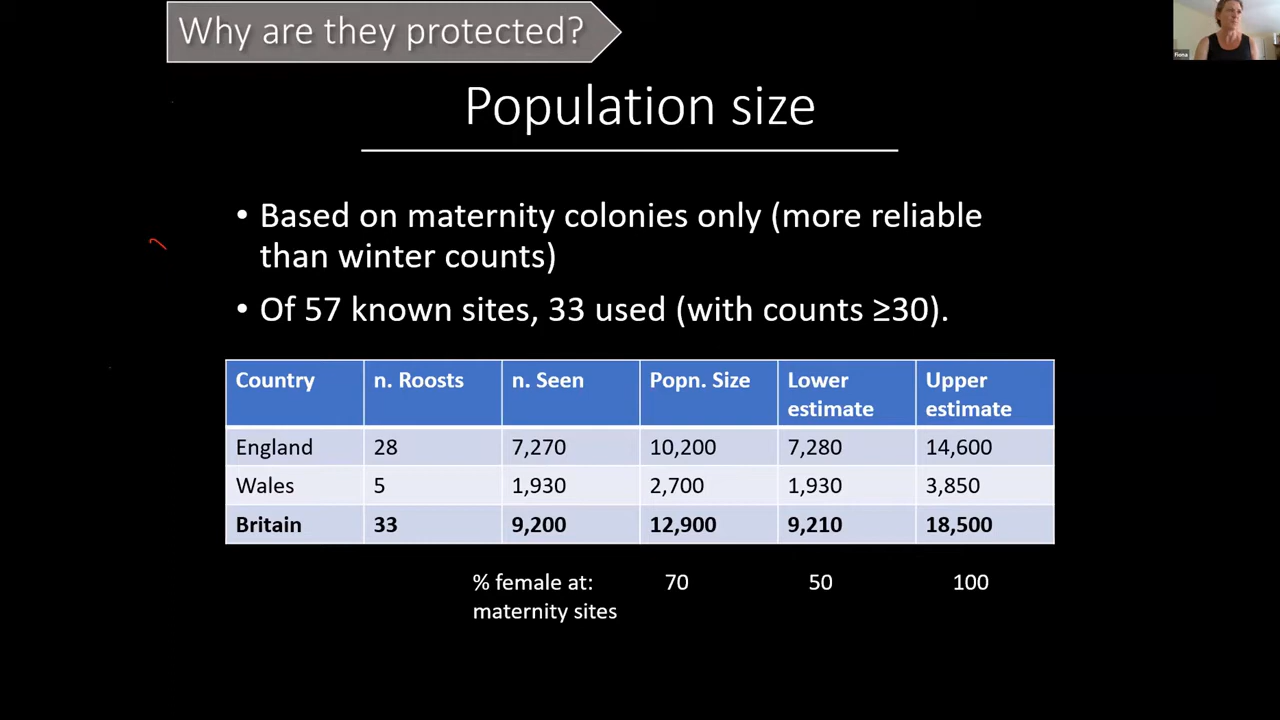 Why are they protected?
Fiona
Population size
• Based on maternity colonies only (more reliable
than winter counts)
• Of 57 known sites, 33 used (with counts ≥30).
Country n. Roosts n. Seen Popn. Size Lower estimate Upper estimate
England 28 7,270 10,200 7,280 14,600
Wales 5 1,930 2,700 1,930 3,850
Britain 33 9,200 12,900 9,210 18,500
% female at: 70 50 100
maternity sites